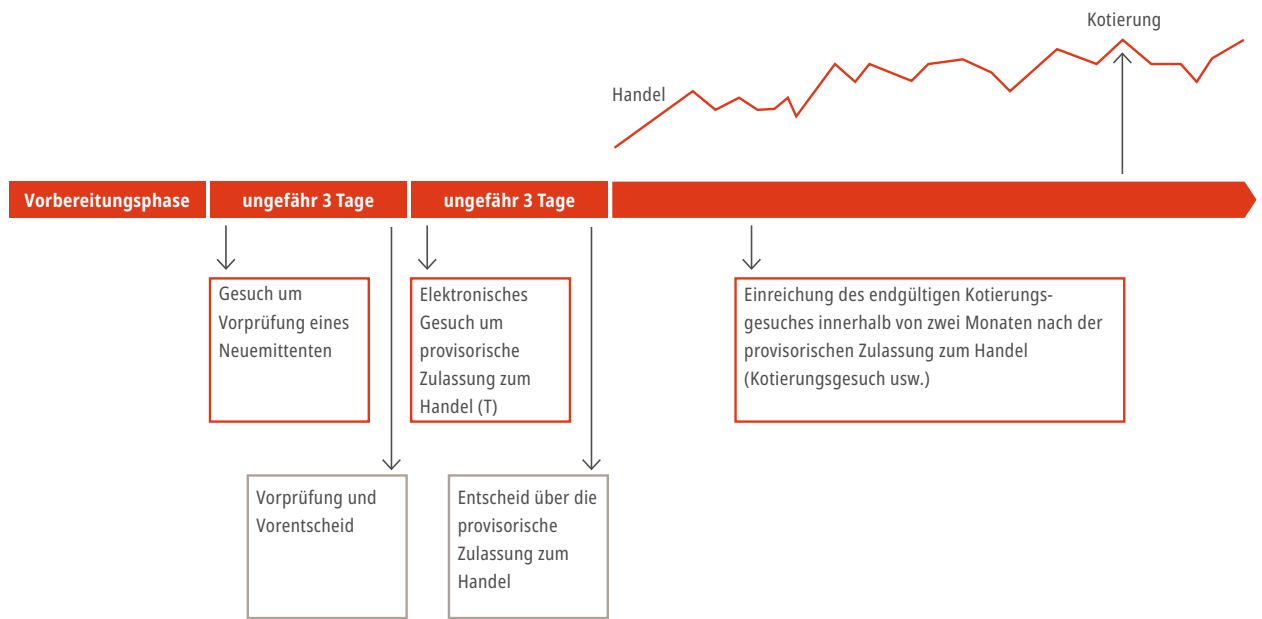 Kotierung
Handel
Vorbereitungsphase
ungefähr 3 Tage
ungefähr 3 Tage
Gesuch um
Vorprüfung eines
Neuemittenten
Elektronisches
Gesuch um
provisorische
Zulassung zum
Handel (T)
Einreichung des endgültigen Kotierungs-
gesuches innerhalb von zwei Monaten nach der
provisorischen Zulassung zum Handel
(Kotierungsgesuch usw.)
Vorprüfung und
Vorentscheid
Entscheid über die
provisorische
Zulassung zum
Handel